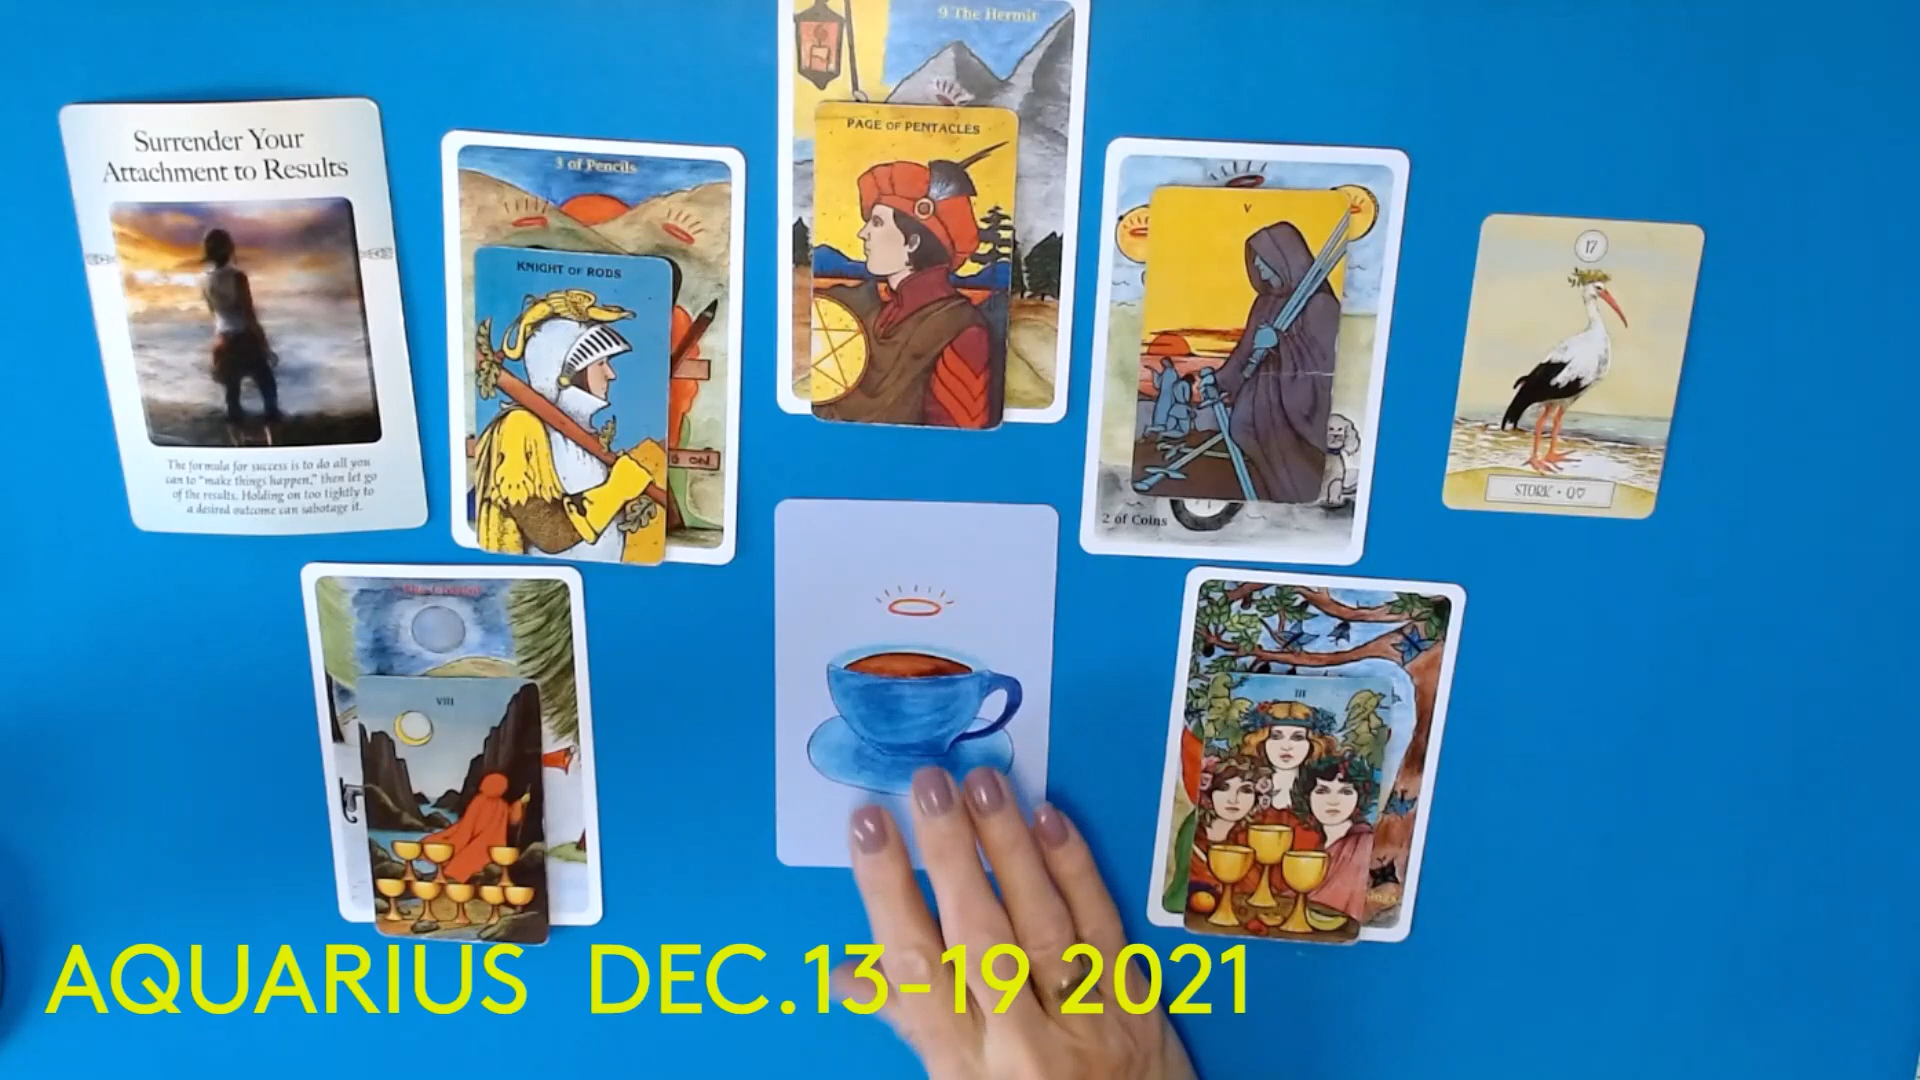 9 The Hermit
Surrender Your
Attachment to Results
The formula for success is to do all you
can to “make things happen,” then let go
of the results. Holding on too tightly to
a desired outcome can sabotage it.
3 of Pencils
KNIGHT OF RODS
ON
PAGE OF PENTACLES
V
2 of Coins
17
STORK • Q♡
VIII
III
AQUARIUS DEC.13-19 2021